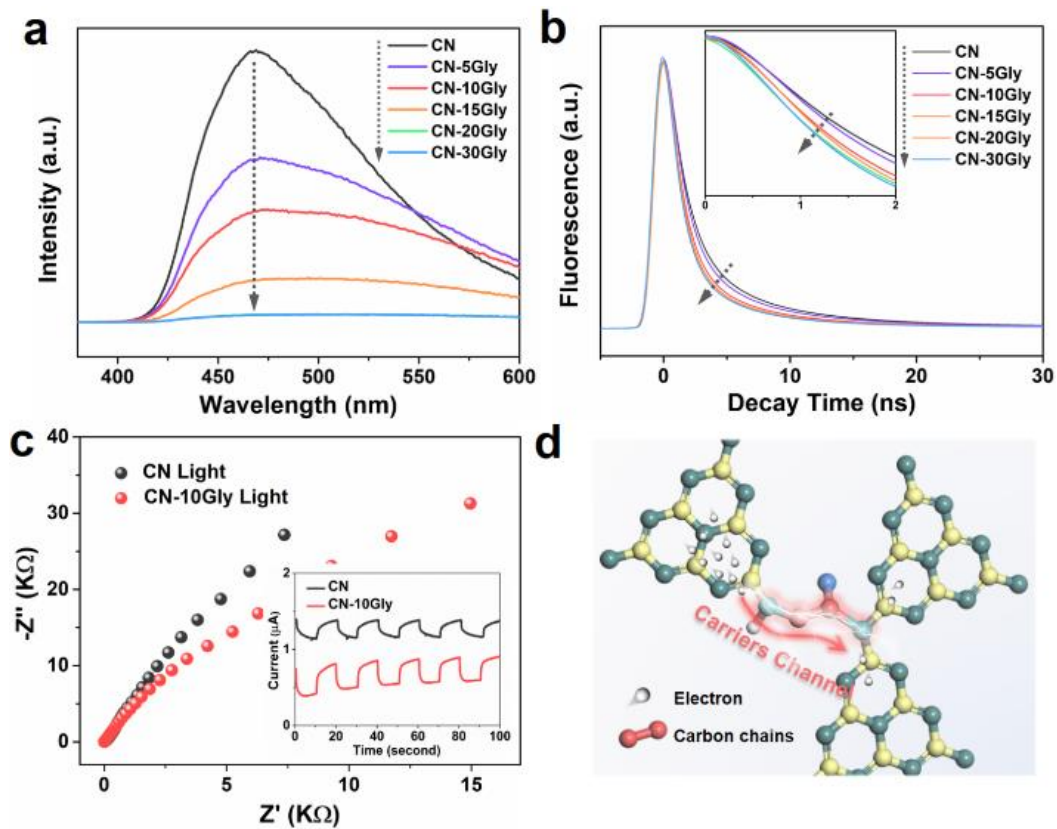 a
CN
CN-5Gly
CN-10Gly
CN-15Gly
CN-20Gly
CN-30Gly
Intensity (a.u.)
400 450 500 550 600
Wavelength (nm)
b
CN
CN-5Gly
CN-10Gly
CN-15Gly
CN-20Gly
CN-30Gly
0 1 2
Fluorescence (a.u.)
0 10 20 30
Decay Time (ns)
c
40
30
20
10
0
-Z'' (KΩ)
CN Light
CN-10Gly Light
2
1
0
Current (μA)
CN
CN-10Gly
0 20 40 60 80 100
Time (second)
0 5 10 15
Z' (KΩ)
d
Carriers Channel
Electron
Carbon chains